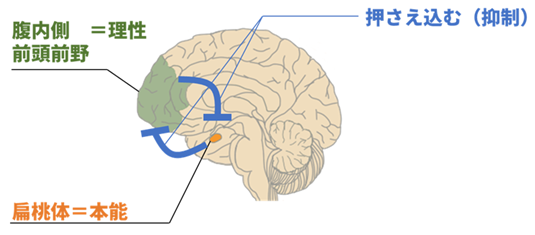 腹内側　＝理性
前頭前野
押さえ込む（抑制）
扁桃体＝本能